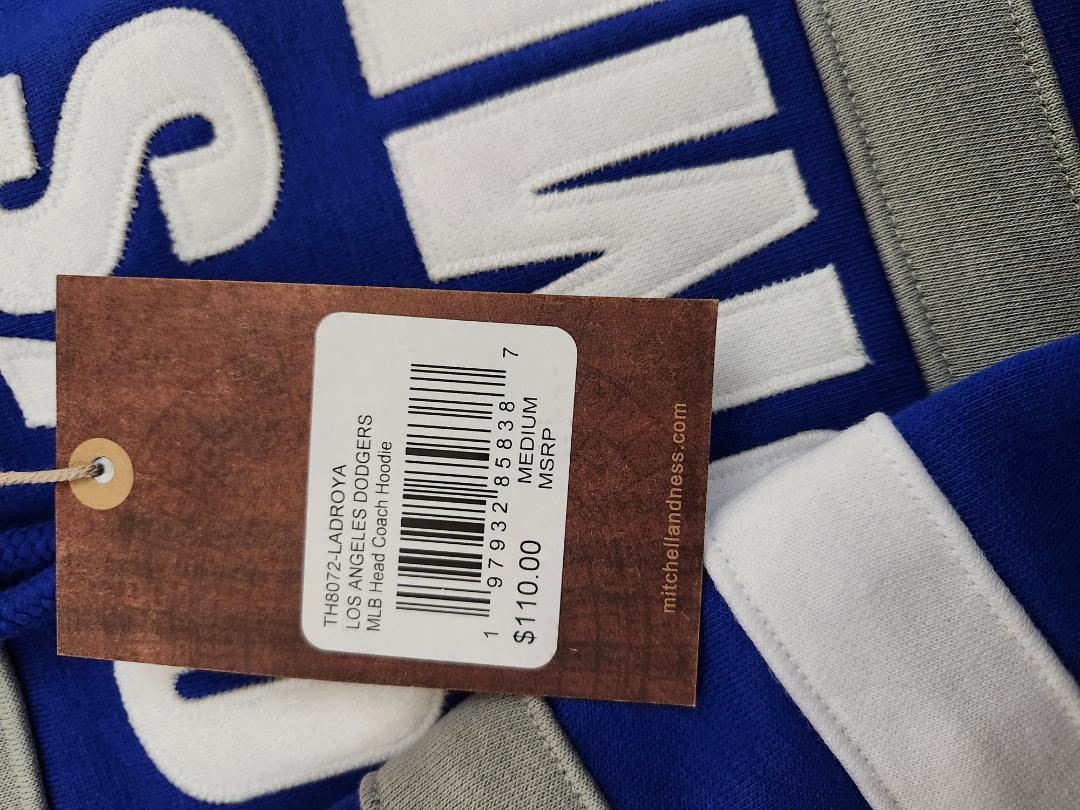 TH8072-LADROYA
LOS ANGELES DODGERS
MLB Head Coach Hoodie
1 97932 85838 7
$110.00 MEDIUM
MSRP
mitchellandness.com